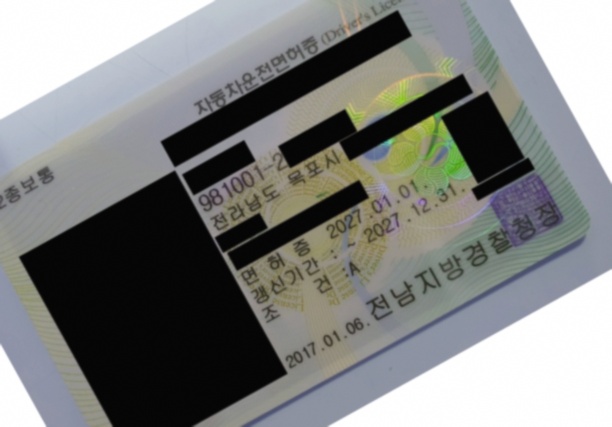 자동차운전면허증 (Driver's Licen
종보통
981001-2
전라남도 목포시
면 허 증 2027.01.01.
갱신기간 : ~ 2027.12.31.
조 건 :A
2017.01.06. 전남지방경찰청장